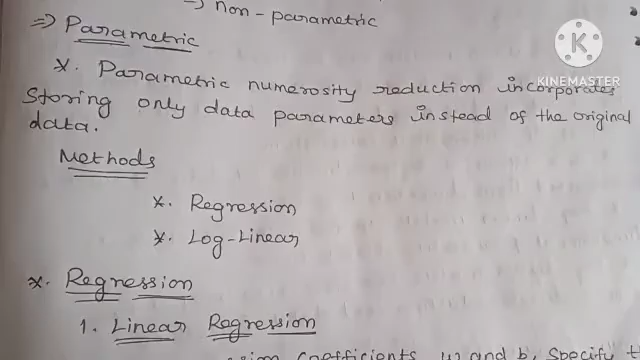 -> non-parametric
=> Parametric
*. Parametric numerosity reduction incorporates
Storing only data parameters instead of the original
data.
Methods
*. Regression
*. Log-Linear
*. Regression
1. Linear Regression
coefficients, w and b, Specify
K
KINEMASTER